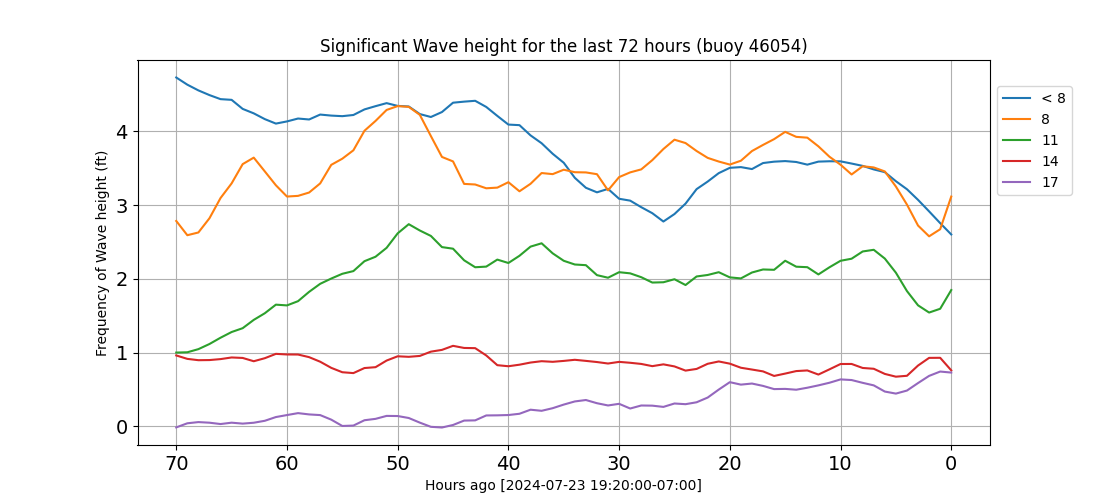 Significant Wave height for the last 72 hours (buoy 46054)
Frequency of Wave height (ft)
4
3
2
1
0
70 60 50 40 30 20 10 0
Hours ago [2024-07-23 19:20:00-07:00]
< 8
8
11
14
17